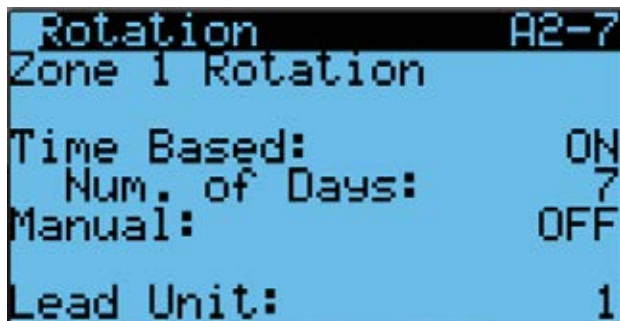 Rotation A2-7
Zone 1 Rotation
Time Based: ON
Num. of Days: 7
Manual: OFF
Lead Unit: 1